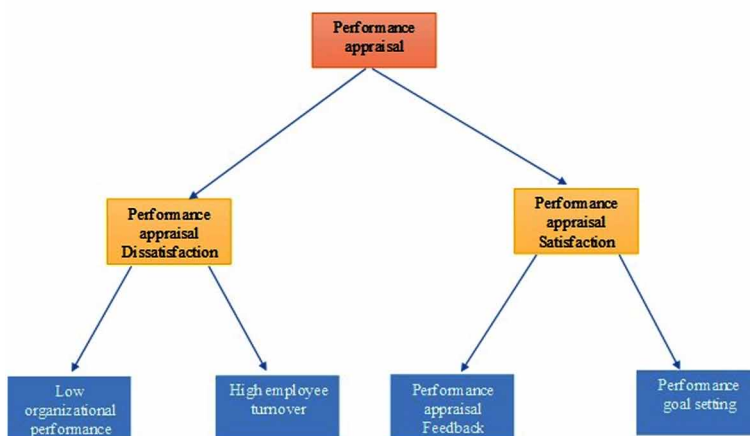 Performance
appraisal
Performance
appraisal
Dissatisfaction
Performance
appraisal
Satisfaction
Low
organizational
performance
High employee
turnover
Performance
appraisal
Feedback
Performance
goal setting